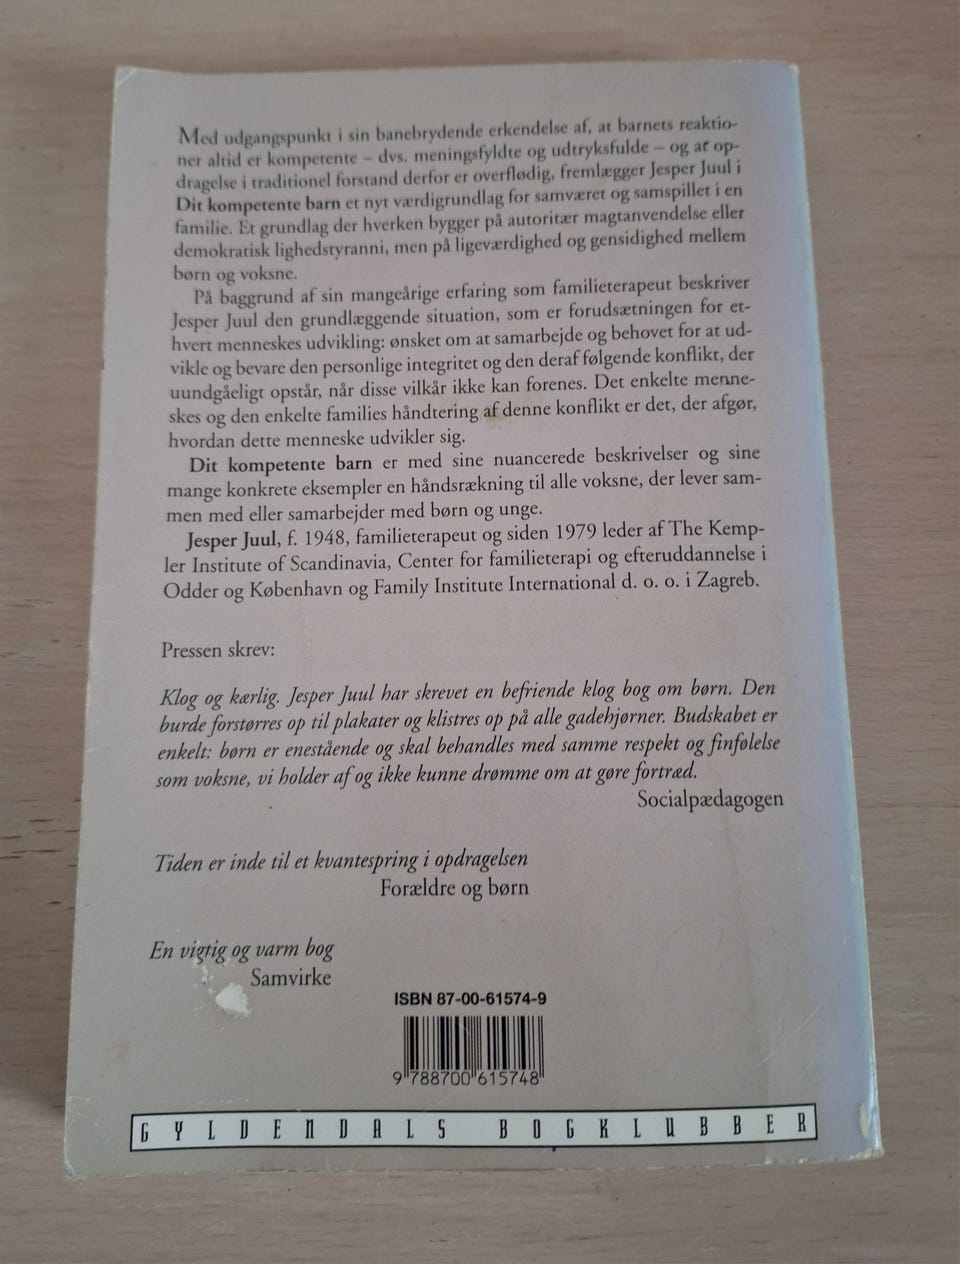 Med udgangspunkt i sin banebrydende erkendelse af, at barnets reaktio-
ner altid er kompetente – dvs. meningsfyldte og udtryksfulde – og at op-
dragelse i traditionel forstand derfor er overflødig, fremlægger Jesper Juul i
Dit kompetente barn et nyt værdigrundlag for samværet og samspillet i en
familie. Et grundlag der hverken bygger på autoritær magtanvendelse eller
demokratisk lighedstyranni, men på ligeværdighed og gensidighed mellem
børn og voksne.
På baggrund af sin mangeårige erfaring som familieterapeut beskriver
Jesper Juul den grundlæggende situation, som er forudsætningen for et-
hvert menneskes udvikling: ønsket om at samarbejde og behovet for at ud-
vikle og bevare den personlige integritet og den deraf følgende konflikt, der
uundgåeligt opstår, når disse vilkår ikke kan forenes. Det enkelte menne-
skes og den enkelte families håndtering af denne konflikt er det, der afgør,
hvordan dette menneske udvikler sig.
Dit kompetente barn er med sine nuancerede beskrivelser og sine
mange konkrete eksempler en håndsrækning til alle voksne, der lever sam-
men med eller samarbejder med børn og unge.
Jesper Juul, f. 1948, familieterapeut og siden 1979 leder af The Kemp-
ler Institute of Scandinavia, Center for familieterapi og efteruddannelse i
Odder og København og Family Institute International d. o. o. i Zagreb.
Pressen skrev:
Klog og kærlig. Jesper Juul har skrevet en befriende klog bog om børn. Den
burde forstørres op til plakater og klistres op på alle gadehjørner. Budskabet er
enkelt: børn er enestående og skal behandles med samme respekt og finfølelse
som voksne, vi holder af og ikke kunne drømme om at gøre fortræd.
Socialpædagogen
Tiden er inde til et kvantespring i opdragelsen
Forældre og børn
En vigtig og varm bog
Samvirke
ISBN 87-00-61574-9
9 788700 615748
GYLDENDALS BOGKLUBBER